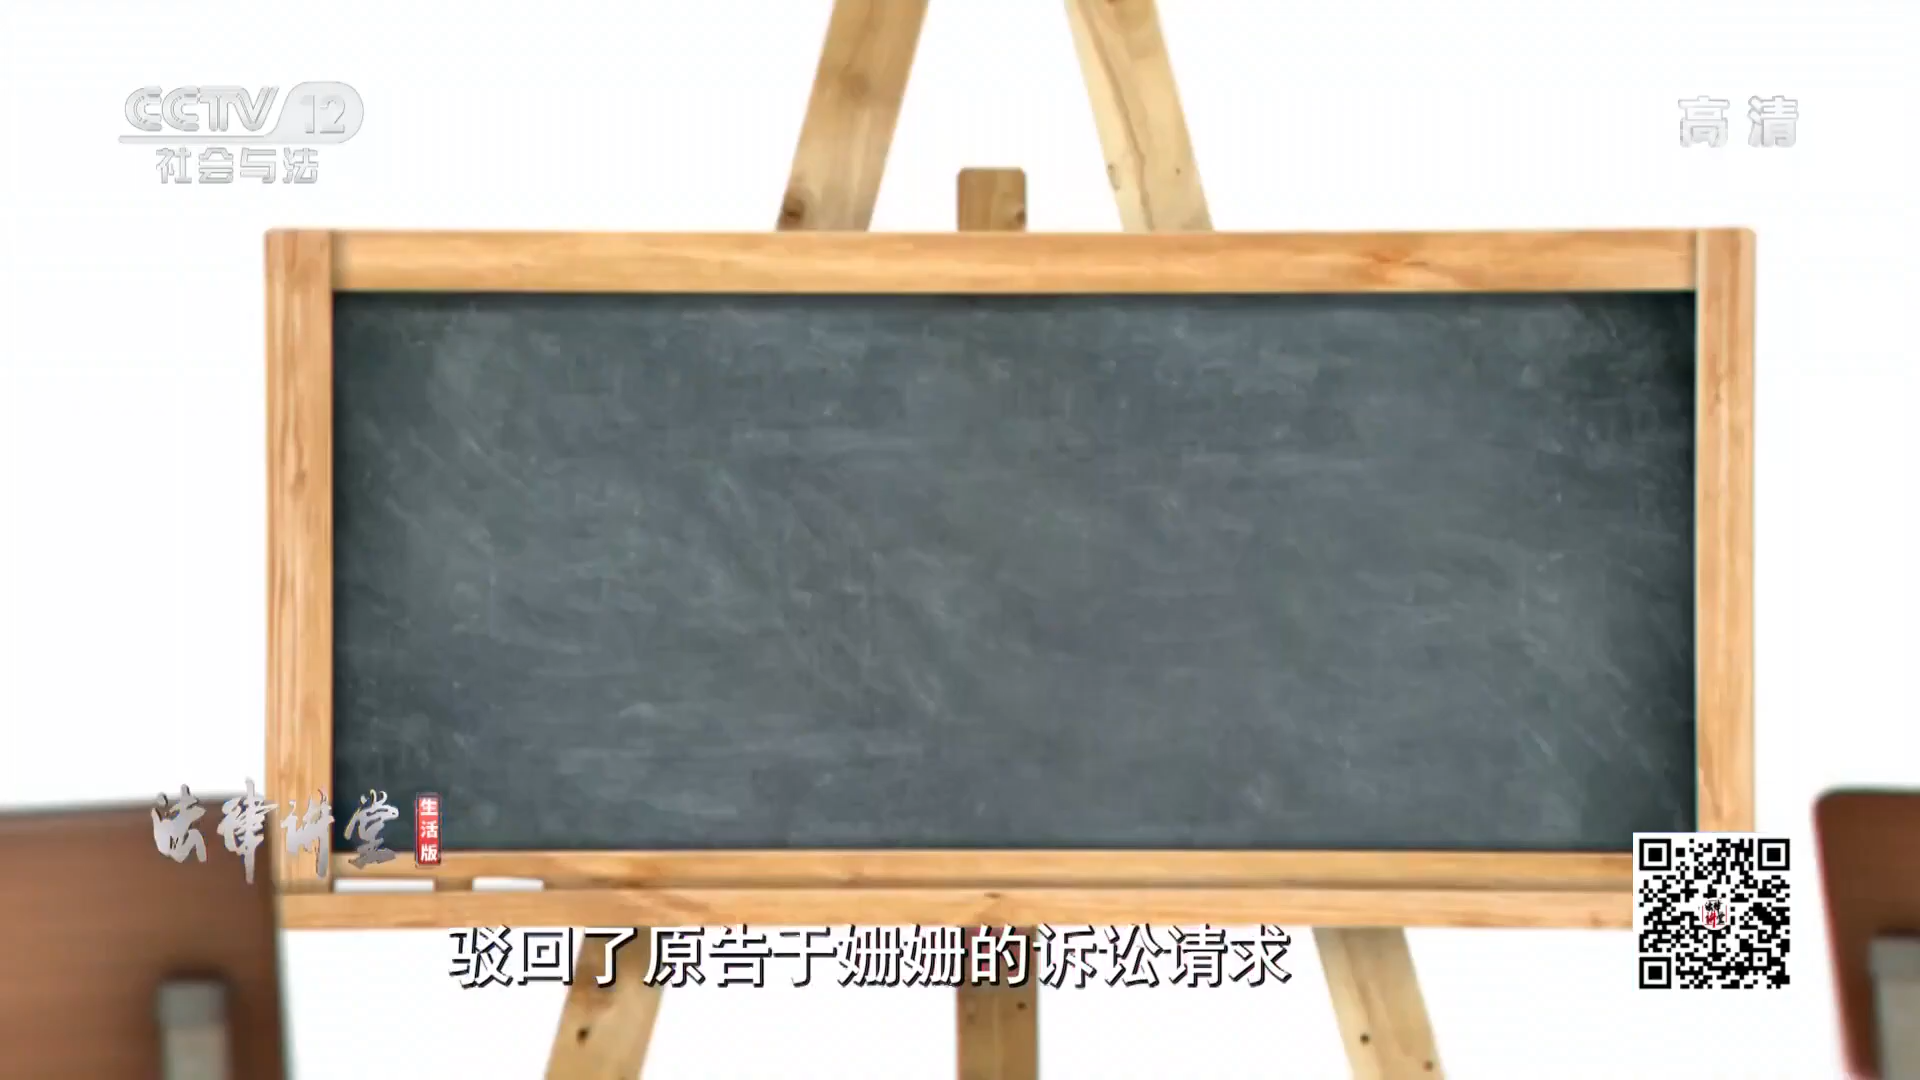 CCTV 12
社会与法
高清
法律讲堂
生活版
驳回了原告于姗姗的诉讼请求